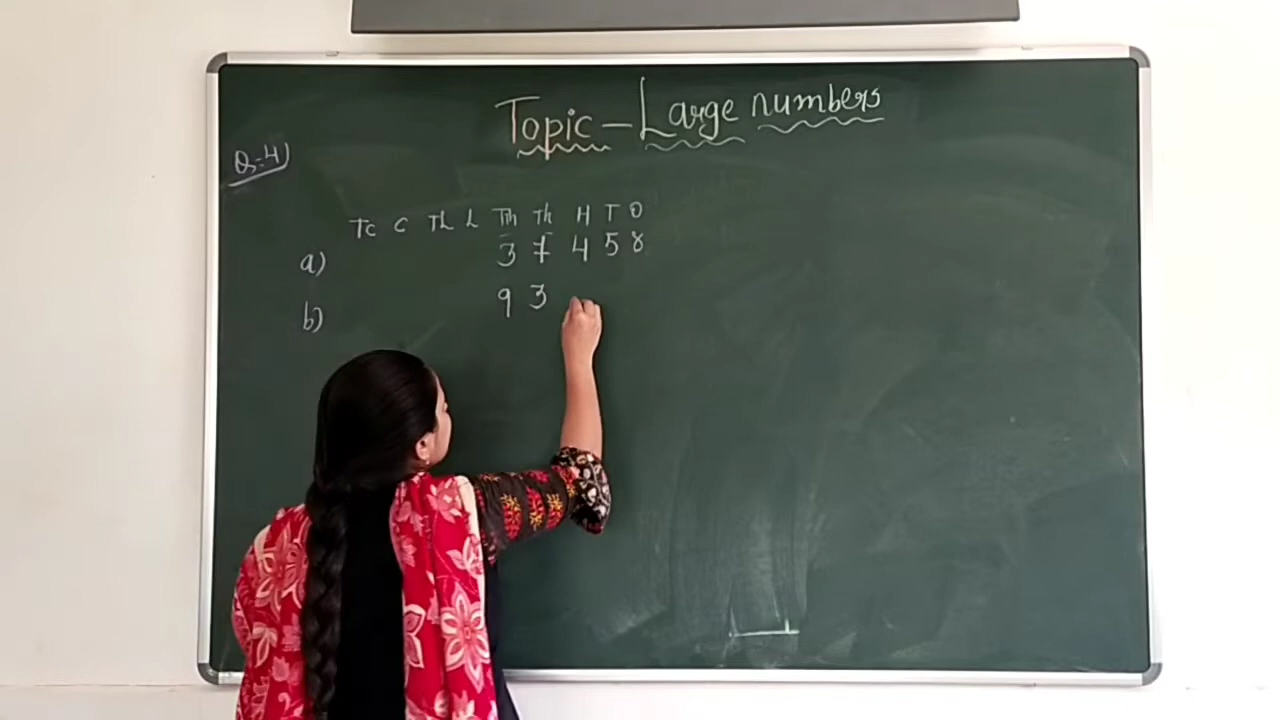 Topic - Large numbers
Q-4)
TC C TL L Tth Th H T O
a) 3 7 4 5 8
b) 9 3